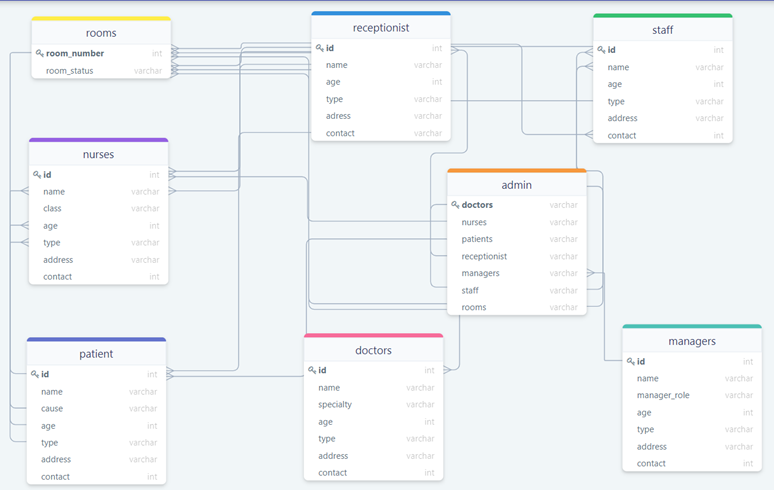 rooms
room_number int
room_status varchar
receptionist
id int
name varchar
age int
type varchar
adress varchar
contact varchar
staff
id int
name varchar
age int
type varchar
address varchar
contact int
nurses
id int
name varchar
class varchar
age int
type varchar
address varchar
contact int
admin
doctors varchar
nurses varchar
patients varchar
receptionist varchar
managers varchar
staff varchar
rooms varchar
patient
id int
name varchar
cause varchar
age int
type varchar
address varchar
contact int
doctors
id int
name varchar
specialty varchar
age int
type varchar
address varchar
contact int
managers
id int
name varchar
manager_role varchar
age int
type varchar
address varchar
contact int